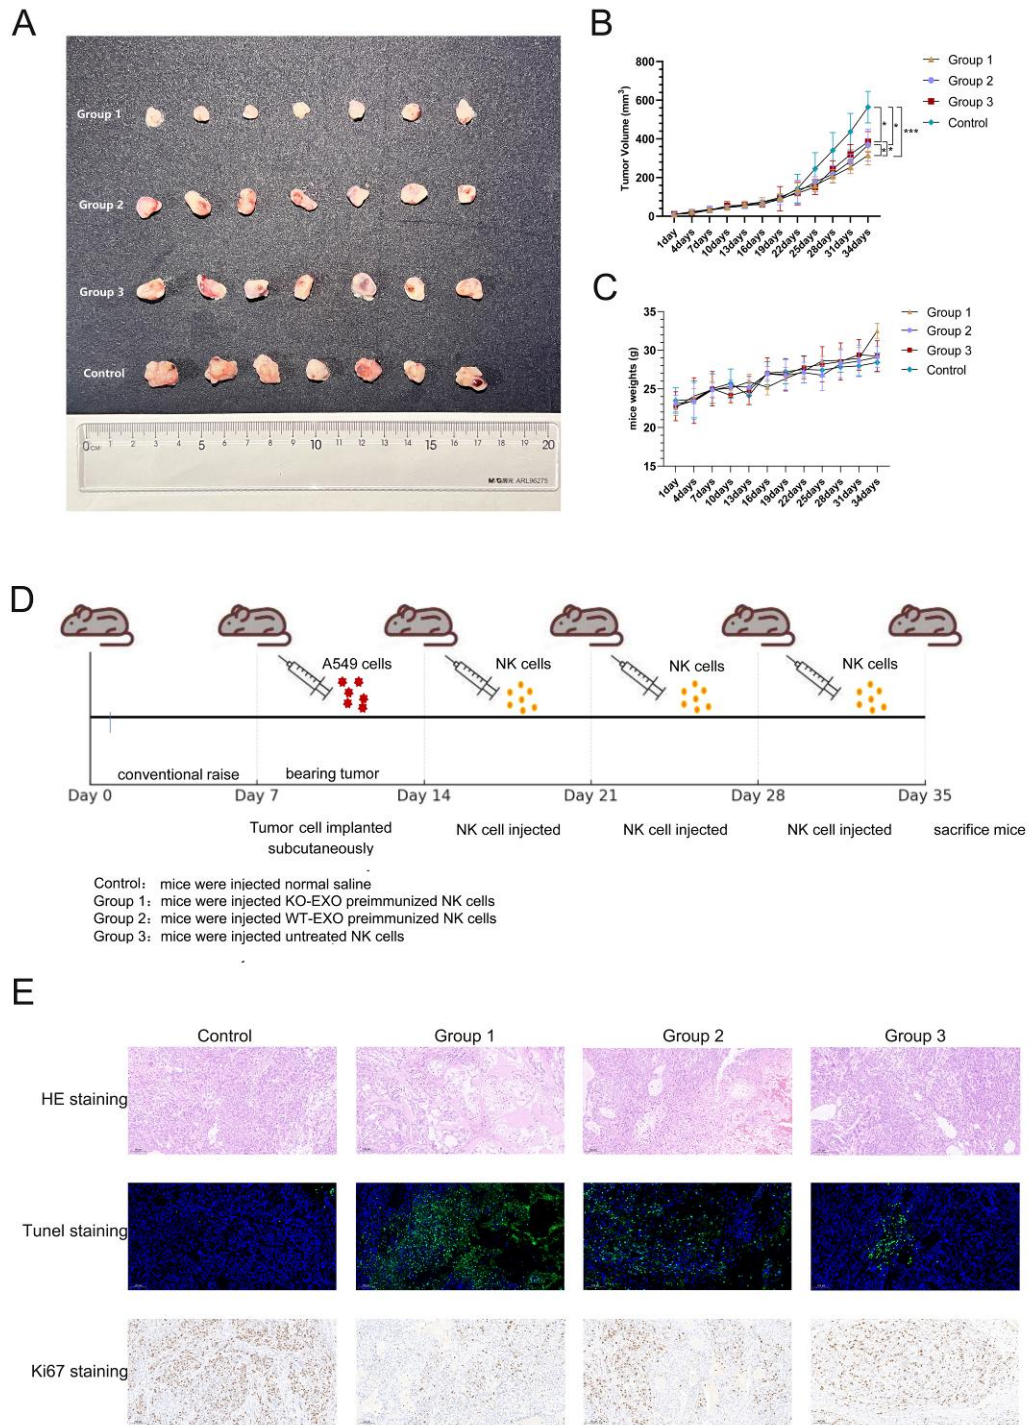 A
Group 1
Group 2
Group 3
Control
0 CM 1 2 3 4 5 6 7 8 9 10 11 12 13 14 15 16 17 18 19 20
M&G ARL96275
B
Tumor Volume (mm³)
800
600
400
200
0
1day 4days 7days 10days 13days 16days 19days 22days 25days 28days 31days 34days
Group 1
Group 2
Group 3
Control
* * *** * *
C
mice weights (g)
35
30
25
20
15
1day 4days 7days 10days 13days 16days 19days 22days 25days 28days 31days 34days
Group 1
Group 2
Group 3
Control
D
A549 cells NK cells NK cells NK cells
conventional raise bearing tumor
Day 0 Day 7 Day 14 Day 21 Day 28 Day 35
Tumor cell implanted
subcutaneously
NK cell injected NK cell injected NK cell injected sacrifice mice
Control: mice were injected normal saline
Group 1: mice were injected KO-EXO preimmunized NK cells
Group 2: mice were injected WT-EXO preimmunized NK cells
Group 3: mice were injected untreated NK cells
E
Control Group 1 Group 2 Group 3
HE staining
Tunel staining
Ki67 staining